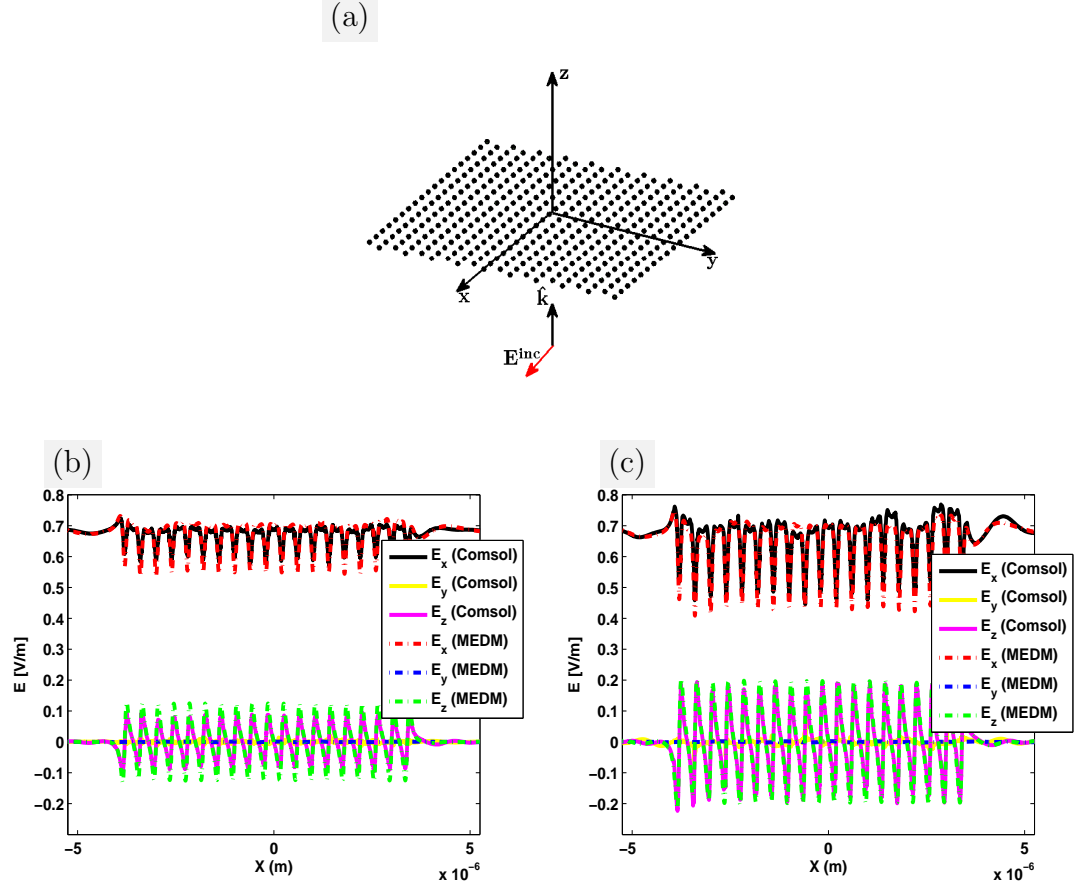 (a)
z
y
x
k̂
E^inc
(b)
0.8
0.7
0.6
0.5
0.4
0.3
0.2
0.1
0
−0.1
−0.2
E [V/m]
−5
0
5
X (m)
x 10^−6
E_x (Comsol)
E_y (Comsol)
E_z (Comsol)
E_x (MEDM)
E_y (MEDM)
E_z (MEDM)
(c)
0.8
0.7
0.6
0.5
0.4
0.3
0.2
0.1
0
−0.1
−0.2
E [V/m]
−5
0
5
X (m)
x 10^−6
E_x (Comsol)
E_y (Comsol)
E_z (Comsol)
E_x (MEDM)
E_y (MEDM)
E_z (MEDM)